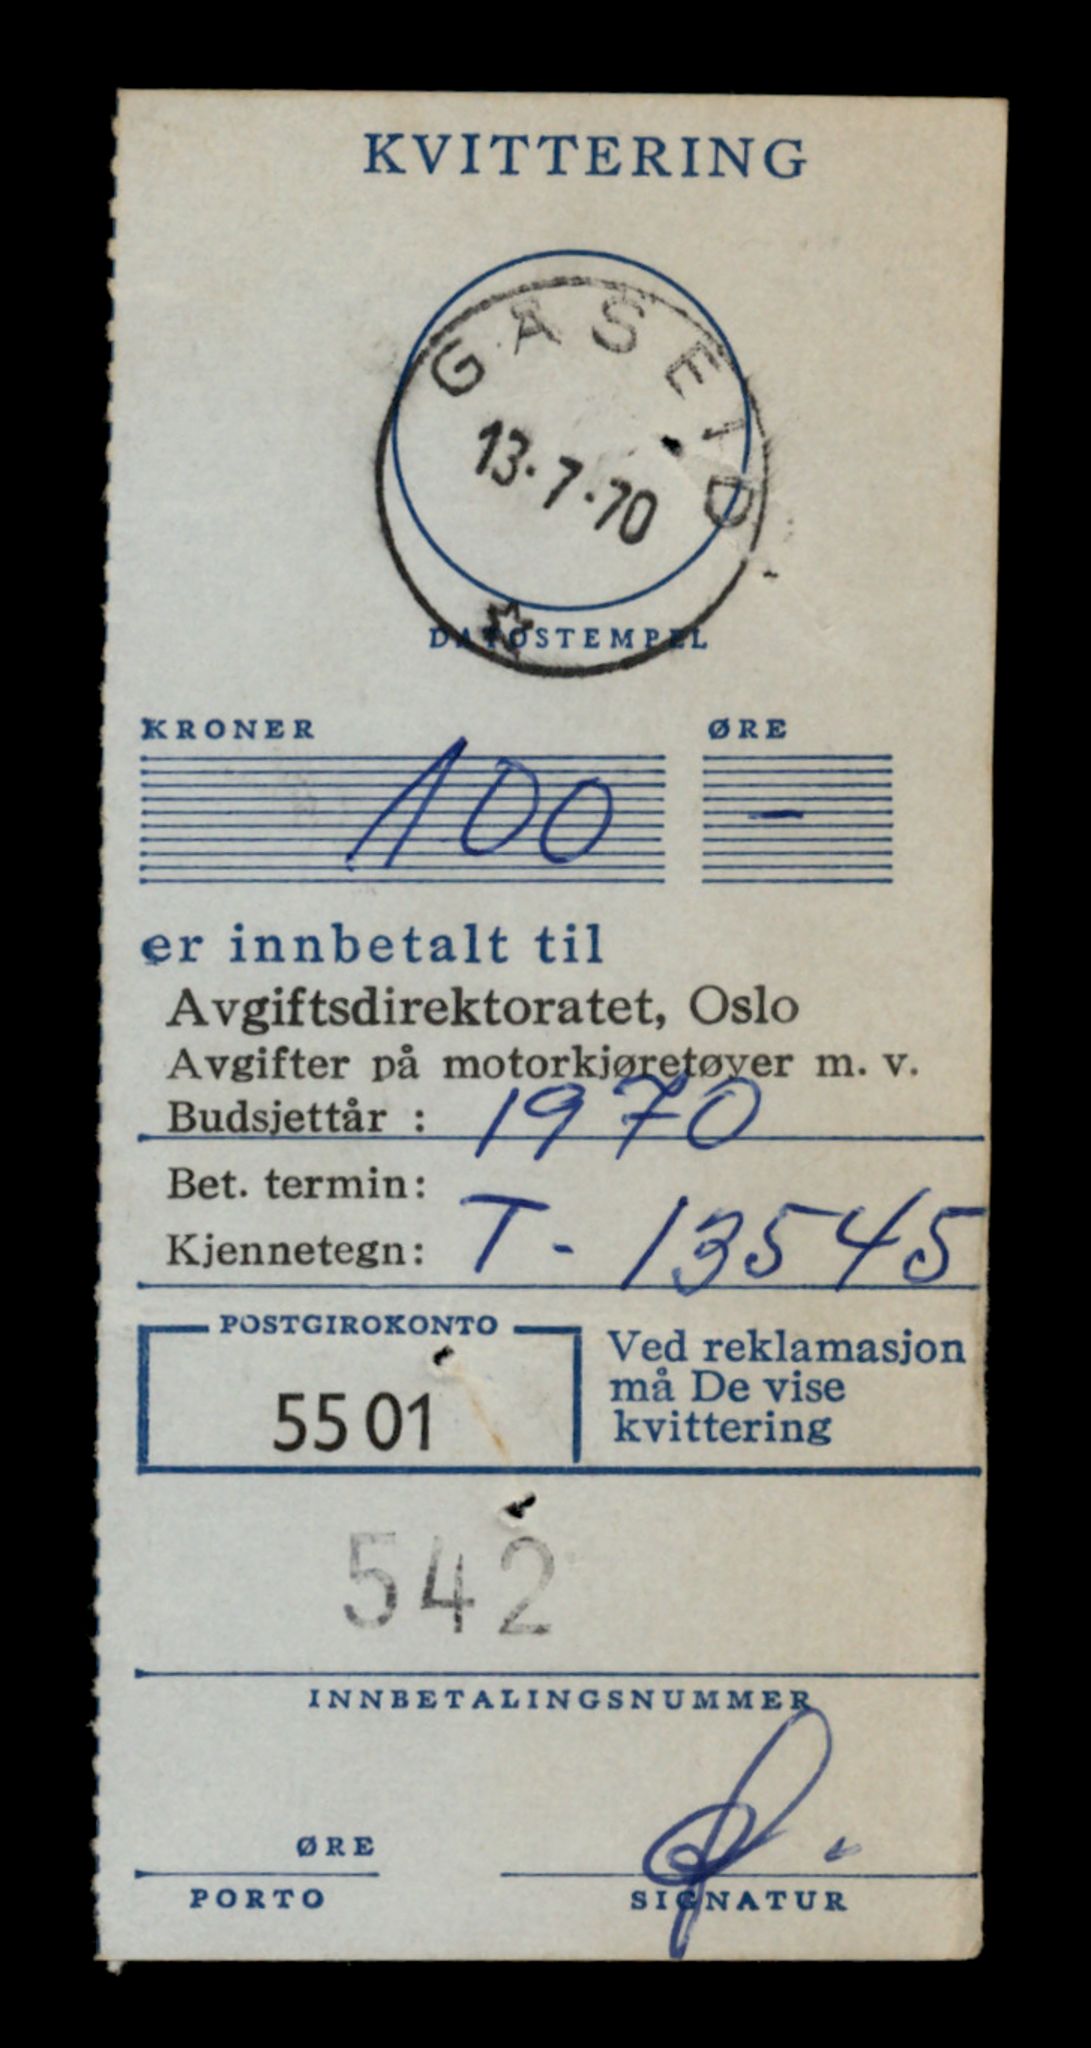 KVITTERING
GASEID
13.7.70
DATOSTEMPEL
KRONER ØRE
100 –
er innbetalt til
Avgiftsdirektoratet, Oslo
Avgifter på motorkjøretøyer m. v.
Budsjettår : 1970
Bet. termin:
Kjennetegn: T - 13545
POSTGIROKONTO
5501
Ved reklamasjon
må De vise
kvittering
542
INNBETALINGSNUMMER
ØRE
PORTO
SIGNATUR